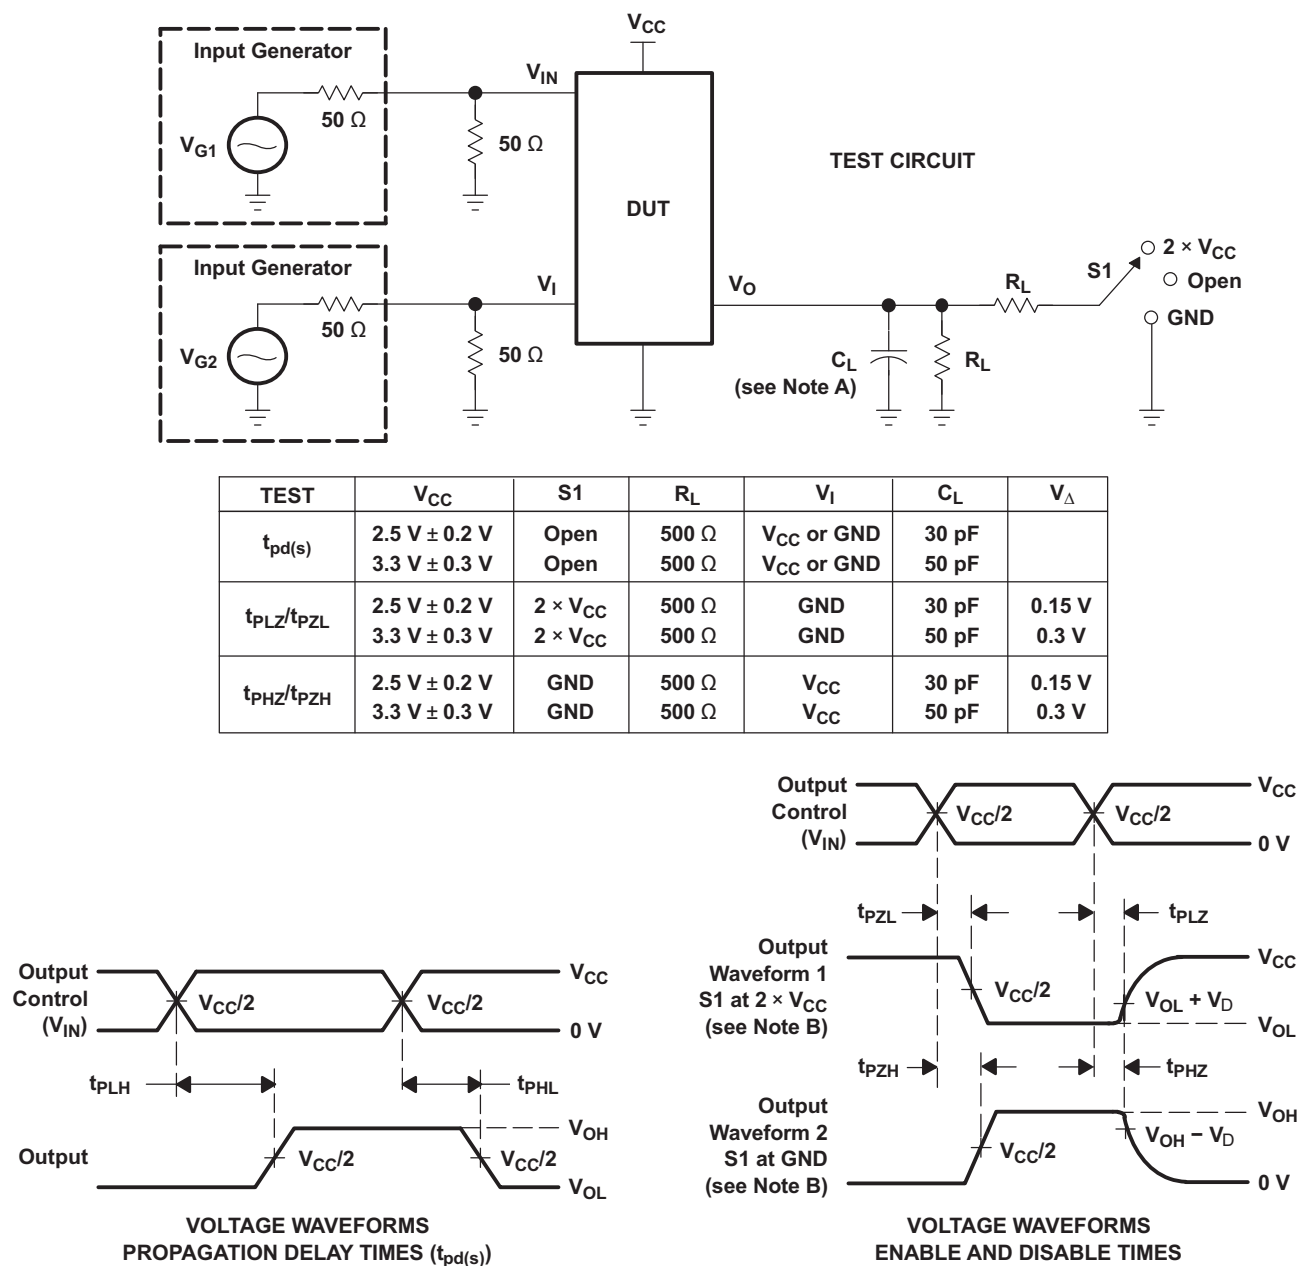 V_CC
Input Generator
V_IN
50 Ω
V_G1
50 Ω
TEST CIRCUIT
DUT
Input Generator
V_I
V_O
50 Ω
V_G2
50 Ω
R_L
S1
2 × V_CC
Open
GND
C_L
(see Note A)
R_L
TEST V_CC S1 R_L V_I C_L V_Δ
t_pd(s)
2.5 V ± 0.2 V Open 500 Ω V_CC or GND 30 pF
3.3 V ± 0.3 V Open 500 Ω V_CC or GND 50 pF
t_PLZ/t_PZL
2.5 V ± 0.2 V 2 × V_CC 500 Ω GND 30 pF 0.15 V
3.3 V ± 0.3 V 2 × V_CC 500 Ω GND 50 pF 0.3 V
t_PHZ/t_PZH
2.5 V ± 0.2 V GND 500 Ω V_CC 30 pF 0.15 V
3.3 V ± 0.3 V GND 500 Ω V_CC 50 pF 0.3 V
Output
Control
(V_IN)
V_CC/2
V_CC/2
V_CC
0 V
t_PLH
t_PHL
Output
V_CC/2
V_CC/2
V_OH
V_OL
VOLTAGE WAVEFORMS
PROPAGATION DELAY TIMES (t_pd(s))
Output
Control
(V_IN)
V_CC/2
V_CC/2
V_CC
0 V
t_PZL
t_PLZ
Output
Waveform 1
S1 at 2 × V_CC
(see Note B)
V_CC/2
V_CC
V_OL + V_D
V_OL
t_PZH
t_PHZ
Output
Waveform 2
S1 at GND
(see Note B)
V_CC/2
V_OH
V_OH − V_D
0 V
VOLTAGE WAVEFORMS
ENABLE AND DISABLE TIMES